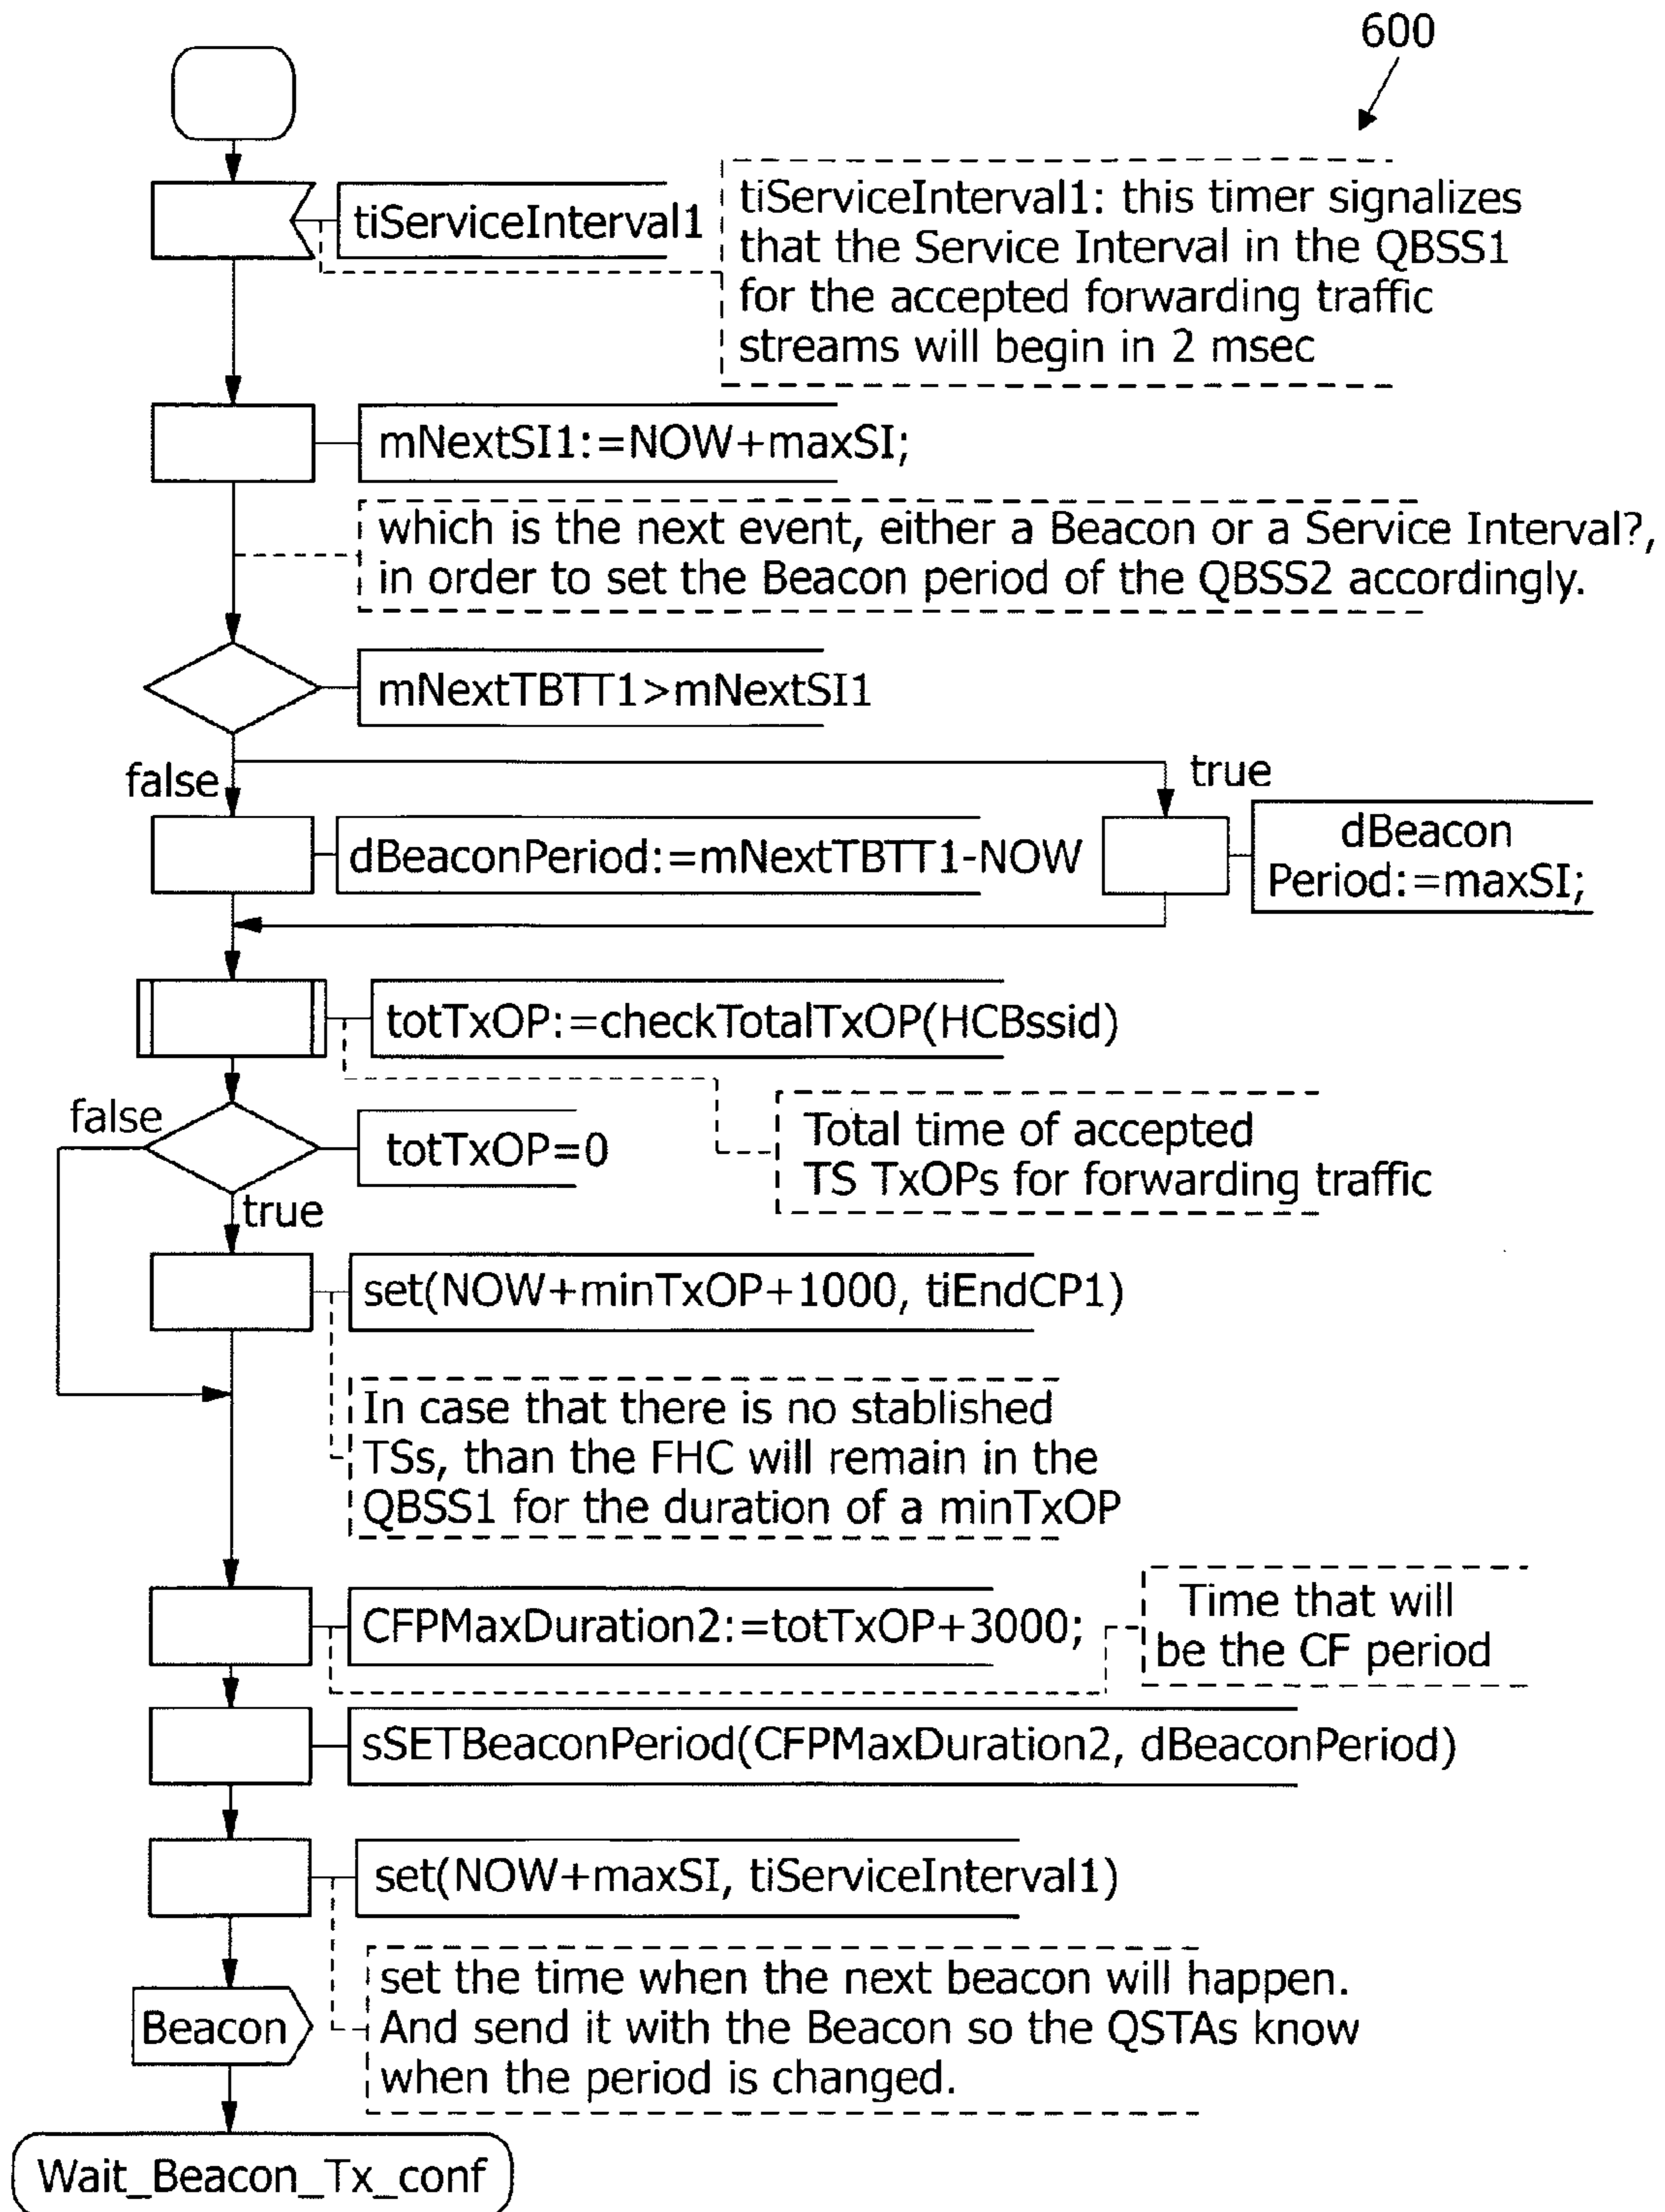 600
tiServiceInterval1
tiServiceInterval1: this timer signalizes
that the Service Interval in the QBSS1
for the accepted forwarding traffic
streams will begin in 2 msec
mNextSI1:=NOW+maxSI;
which is the next event, either a Beacon or a Service Interval?,
in order to set the Beacon period of the QBSS2 accordingly.
mNextTBTT1>mNextSI1
false
true
dBeaconPeriod:=mNextTBTT1-NOW
dBeacon
Period:=maxSI;
totTxOP:=checkTotalTxOP(HCBssid)
false
totTxOP=0
Total time of accepted
TS TxOPs for forwarding traffic
true
set(NOW+minTxOP+1000, tiEndCP1)
In case that there is no stablished
TSs, than the FHC will remain in the
QBSS1 for the duration of a minTxOP
CFPMaxDuration2:=totTxOP+3000;
Time that will
be the CF period
sSETBeaconPeriod(CFPMaxDuration2, dBeaconPeriod)
set(NOW+maxSI, tiServiceInterval1)
set the time when the next beacon will happen.
And send it with the Beacon so the QSTAs know
when the period is changed.
Beacon
Wait_Beacon_Tx_conf